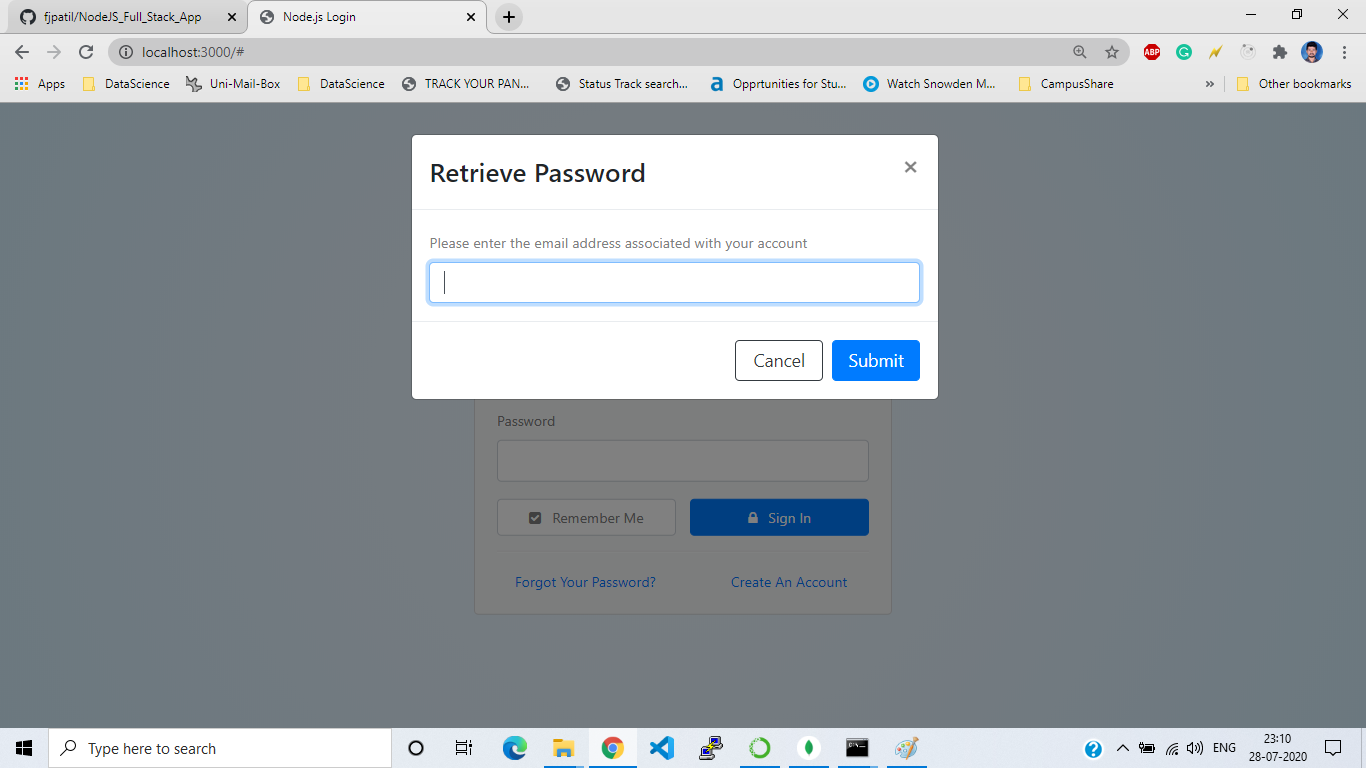 fjpatil/NodeJS_Full_Stack_App
Node.js Login
localhost:3000/#
ABP
Apps
DataScience
Uni-Mail-Box
DataScience
TRACK YOUR PAN...
Status Track search...
Opprtunities for Stu...
Watch Snowden M...
CampusShare
»
Other bookmarks
Retrieve Password
×
Please enter the email address associated with your account
Cancel
Submit
Password
Remember Me
Sign In
Forgot Your Password?
Create An Account
Type here to search
ENG
23:10
28-07-2020